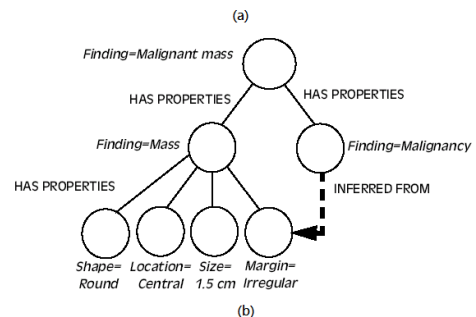 (a)
Finding=Malignant mass
HAS PROPERTIES HAS PROPERTIES
Finding=Mass Finding=Malignancy
HAS PROPERTIES INFERRED FROM
Shape= Location= Size= Margin=
Round Central 1.5 cm Irregular
(b)